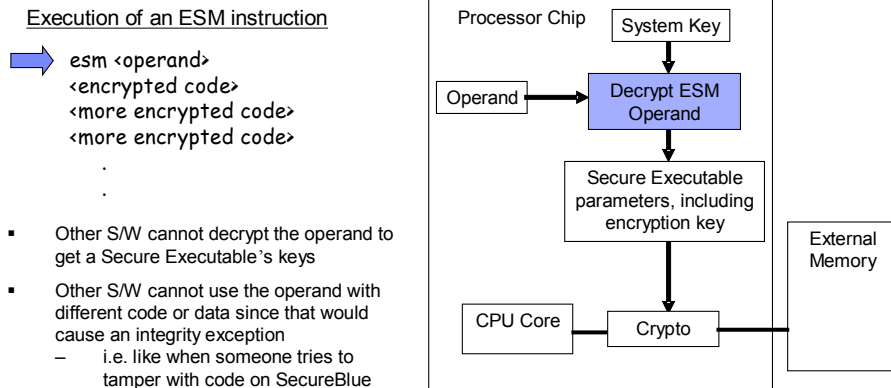 Execution of an ESM instruction
esm <operand>
<encrypted code>
<more encrypted code>
<more encrypted code>
.
.
▪ Other S/W cannot decrypt the operand to
get a Secure Executable's keys
▪ Other S/W cannot use the operand with
different code or data since that would
cause an integrity exception
– i.e. like when someone tries to
tamper with code on SecureBlue
Processor Chip
System Key
Operand
Decrypt ESM
Operand
Secure Executable
parameters, including
encryption key
CPU Core
Crypto
External
Memory